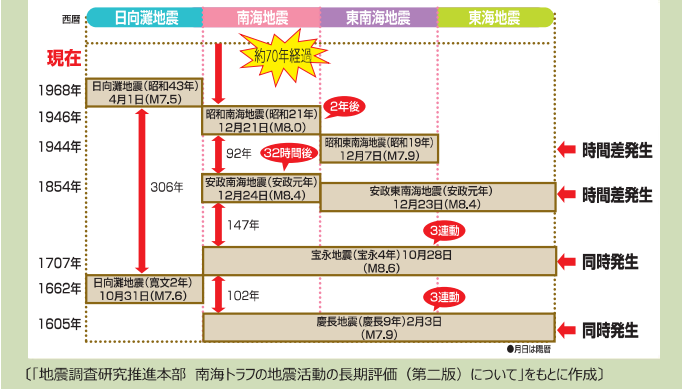 西暦 日向灘地震 南海地震 東南海地震 東海地震
現在
約70年経過
1968年
日向灘地震(昭和43年)
4月1日(M7.5)
1946年
昭和南海地震(昭和21年)
12月21日(M8.0)
2年後
1944年
昭和東南海地震(昭和19年)
12月7日(M7.9)
時間差発生
92年
32時間後
1854年
安政南海地震(安政元年)
12月24日(M8.4)
安政東南海地震(安政元年)
12月23日(M8.4)
時間差発生
306年
147年
3連動
1707年
宝永地震(宝永4年)10月28日
(M8.6)
同時発生
1662年
日向灘地震(寛文2年)
10月31日(M7.6)
102年
3連動
1605年
慶長地震(慶長9年)2月3日
(M7.9)
同時発生
●月日は陽暦
〔「地震調査研究推進本部 南海トラフの地震活動の長期評価(第二版)について」をもとに作成〕